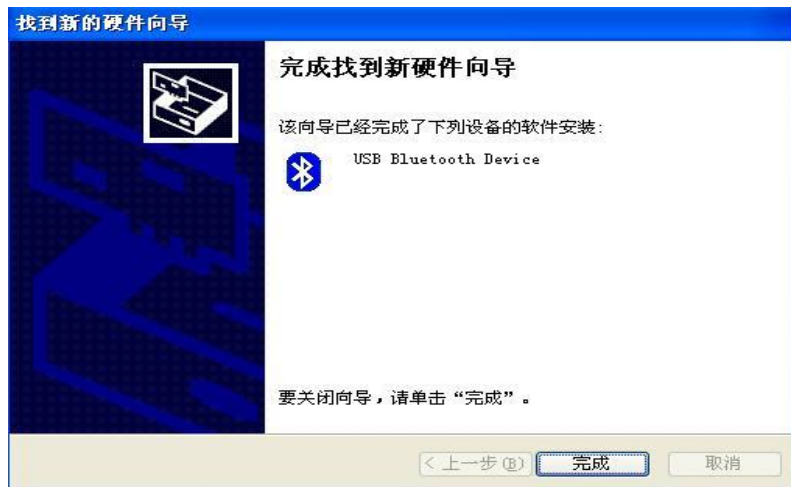 找到新的硬件向导
完成找到新硬件向导
该向导已经完成了下列设备的软件安装:
USB Bluetooth Device
要关闭向导,请单击“完成”。
<上一步(B)
完成
取消